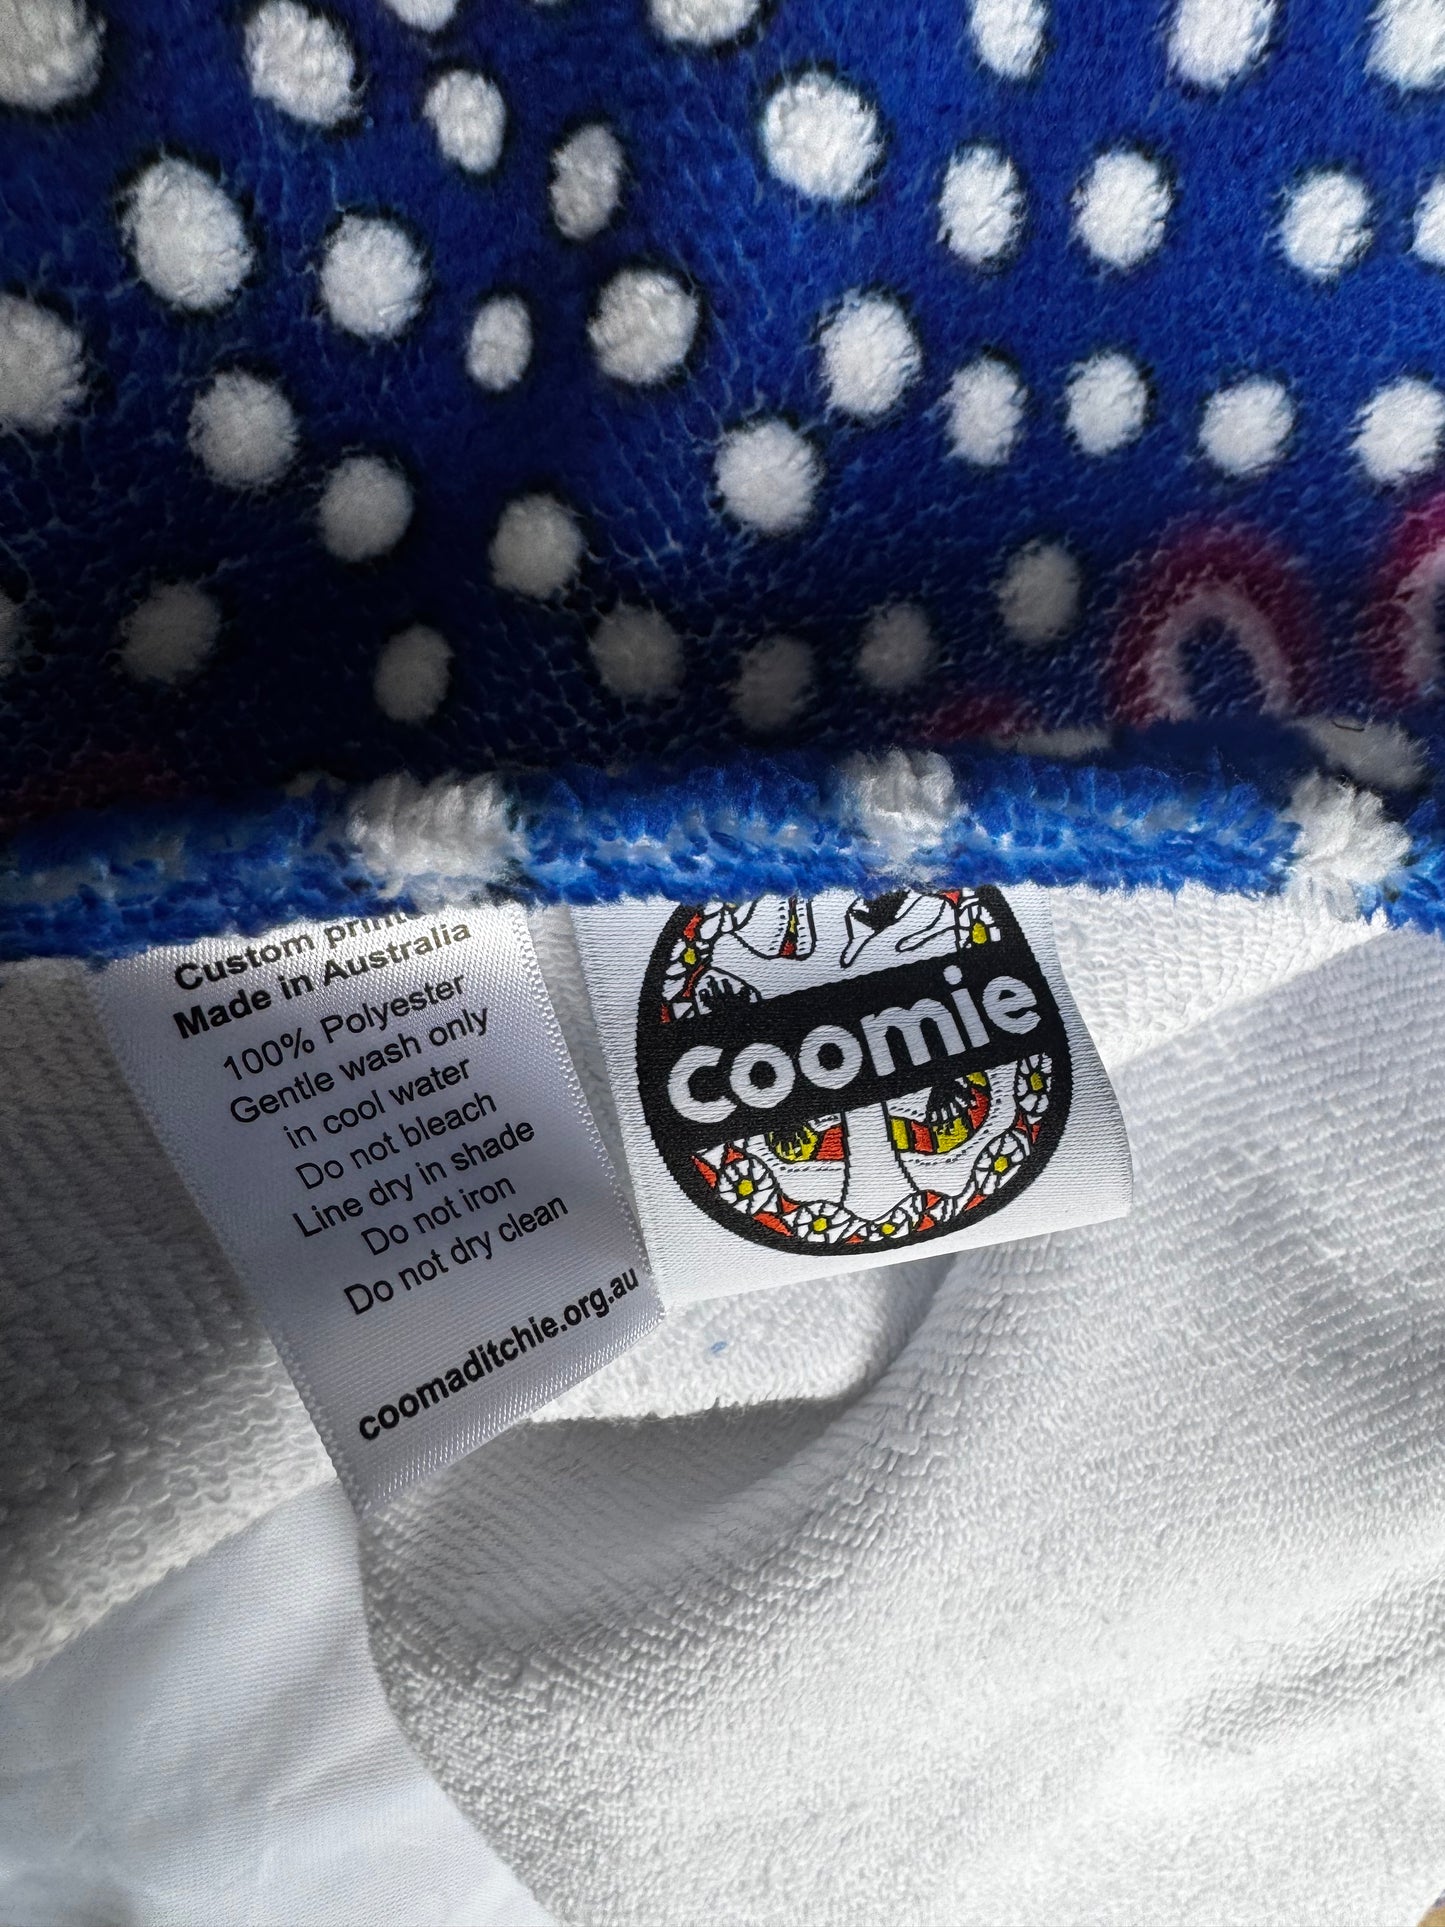 Custom
Made in Australia
100% Polyester
Gentle wash only
in cool water
Do not bleach
Line dry in shade
Do not iron
Do not dry clean
coomaditchie.org.au
coomie